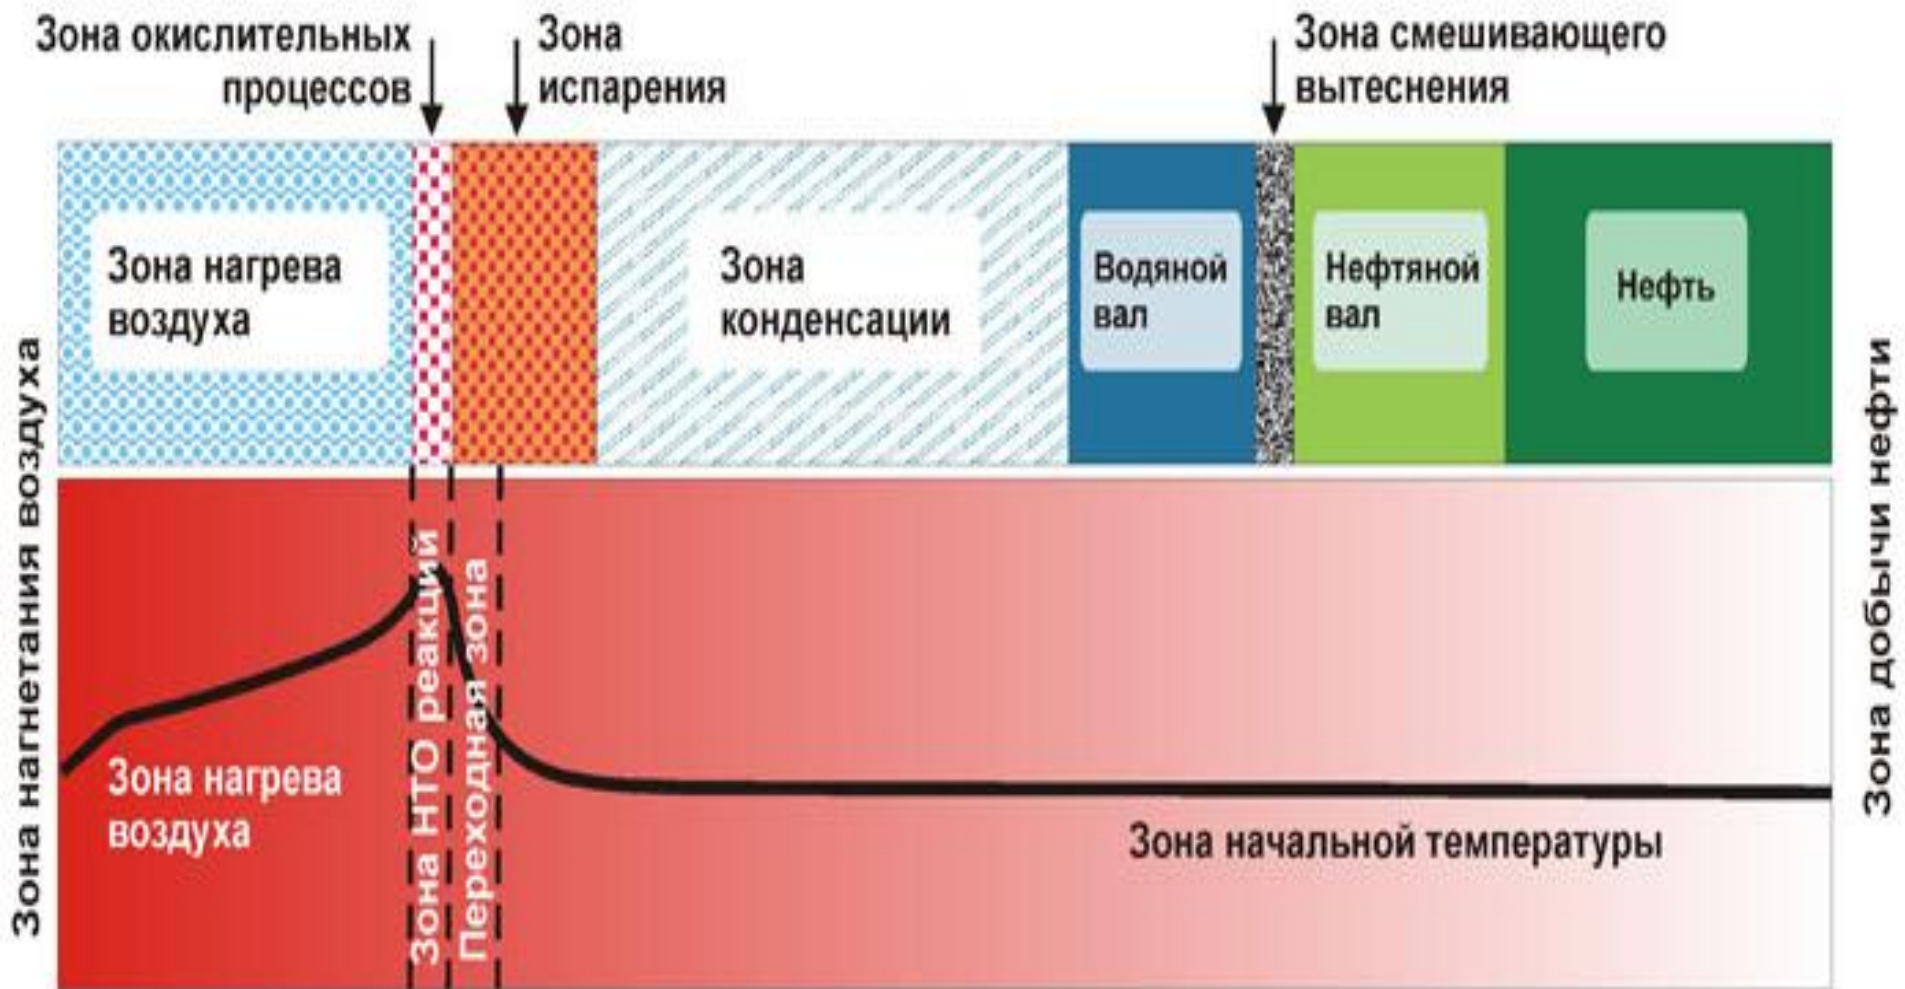 Зона окислительных
процессов
Зона
испарения
Зона смешивающего
вытеснения
Зона нагрева
воздуха
Зона
конденсации
Водяной
вал
Нефтяной
вал
Нефть
Зона нагнетания воздуха
Зона добычи нефти
Зона НТО реакций
Переходная зона
Зона нагрева
воздуха
Зона начальной температуры